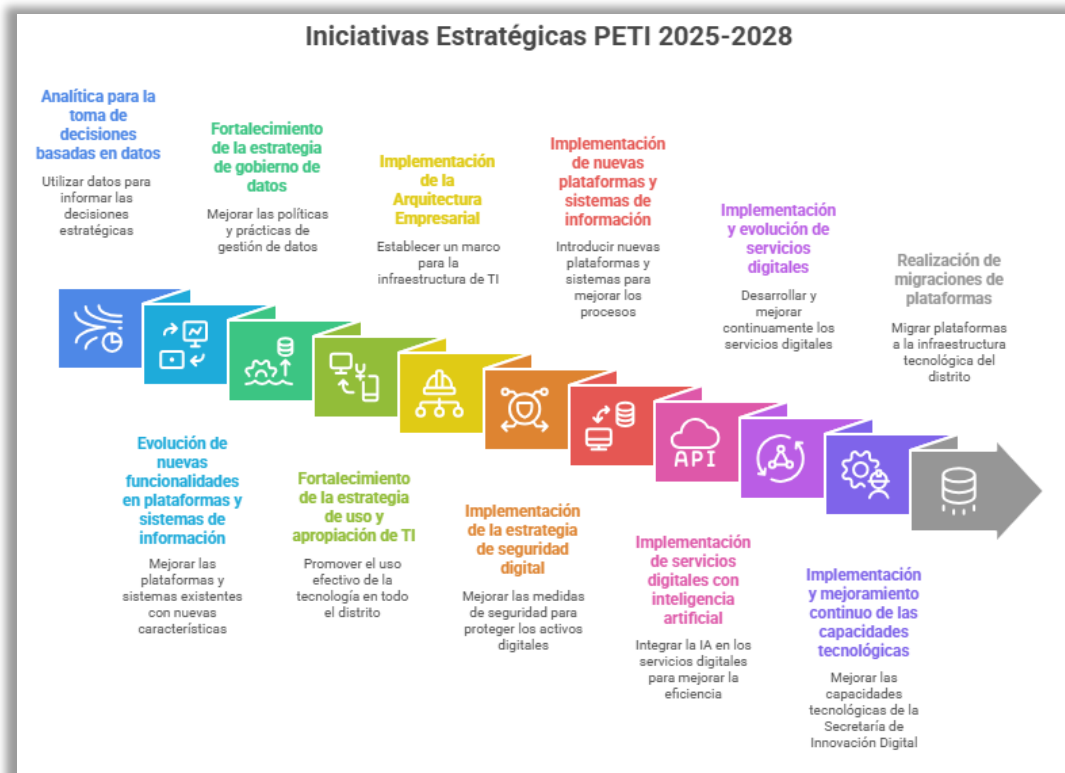 Iniciativas Estratégicas PETI 2025-2028
Analítica para la
toma de
decisiones
basadas en datos
Utilizar datos para
informar las
decisiones
estratégicas
Fortalecimiento
de la estrategia
de gobierno de
datos
Mejorar las políticas
y prácticas de
gestión de datos
Implementación
de la
Arquitectura
Empresarial
Establecer un marco
para la
infraestructura de TI
Implementación
de nuevas
plataformas y
sistemas de
información
Introducir nuevas
plataformas y
sistemas para
mejorar los
procesos
Implementación
y evolución de
servicios
digitales
Desarrollar y
mejorar
continuamente los
servicios digitales
Realización de
migraciones de
plataformas
Migrar plataformas
a la infraestructura
tecnológica del
distrito
API
Evolución de
nuevas
funcionalidades
en plataformas y
sistemas de
información
Mejorar las
plataformas y
sistemas existentes
con nuevas
características
Fortalecimiento
de la estrategia
de uso y
apropiación de TI
Promover el uso
efectivo de la
tecnología en todo
el distrito
Implementación
de la estrategia
de seguridad
digital
Mejorar las medidas
de seguridad para
proteger los activos
digitales
Implementación
de servicios
digitales con
inteligencia
artificial
Integrar la IA en los
servicios digitales
para mejorar la
eficiencia
Implementación
y mejoramiento
continuo de las
capacidades
tecnológicas
Mejorar las
capacidades
tecnológicas de la
Secretaría de
Innovación Digital